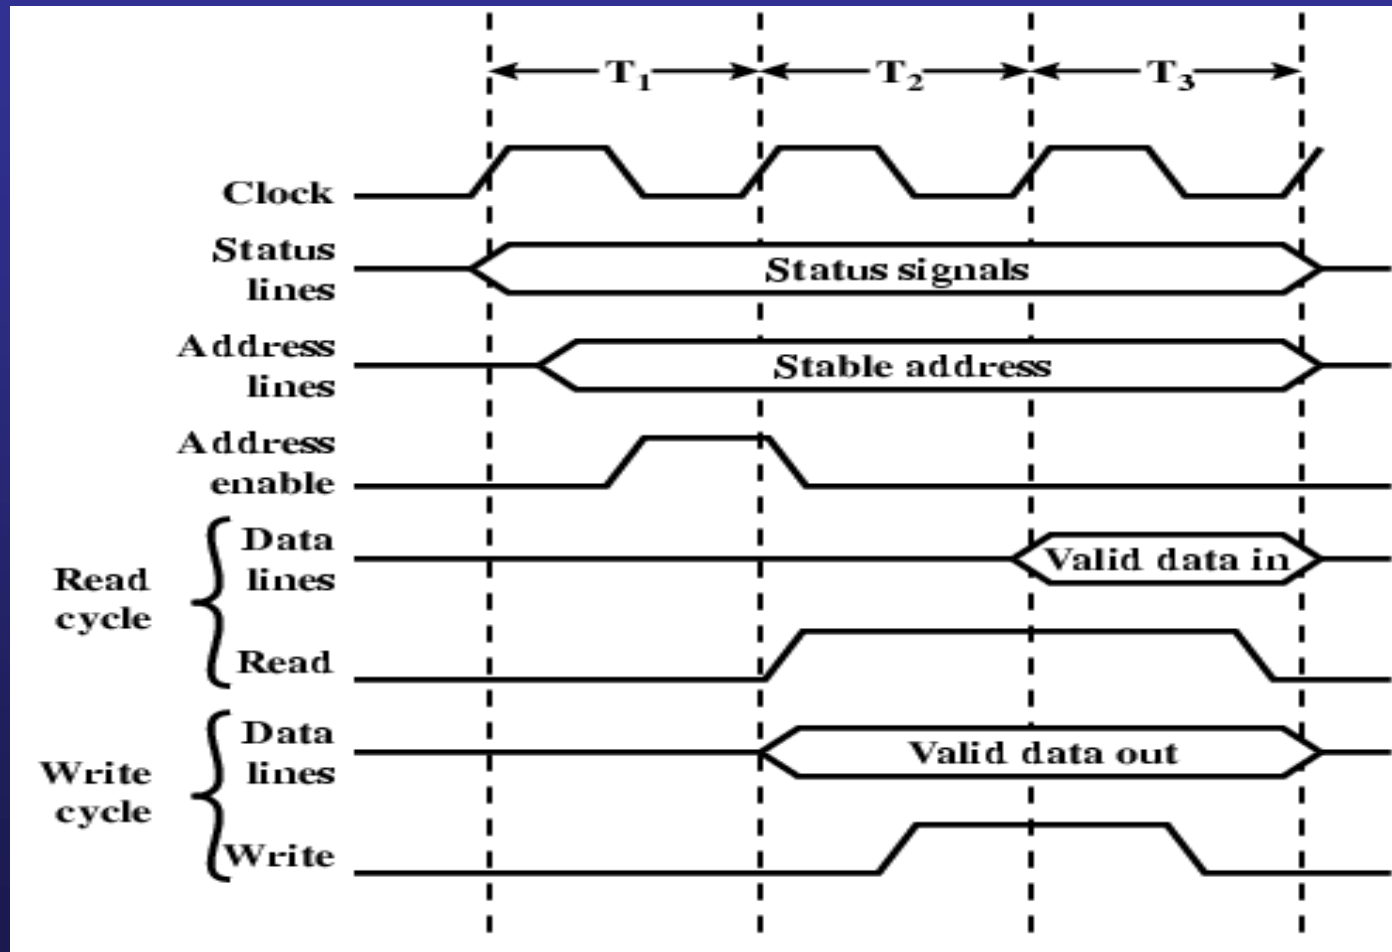 T1 T2 T3
Clock
Status
lines
Status signals
Address
lines
Stable address
Address
enable
Read
cycle
Data
lines
Valid data in
Read
Write
cycle
Data
lines
Valid data out
Write